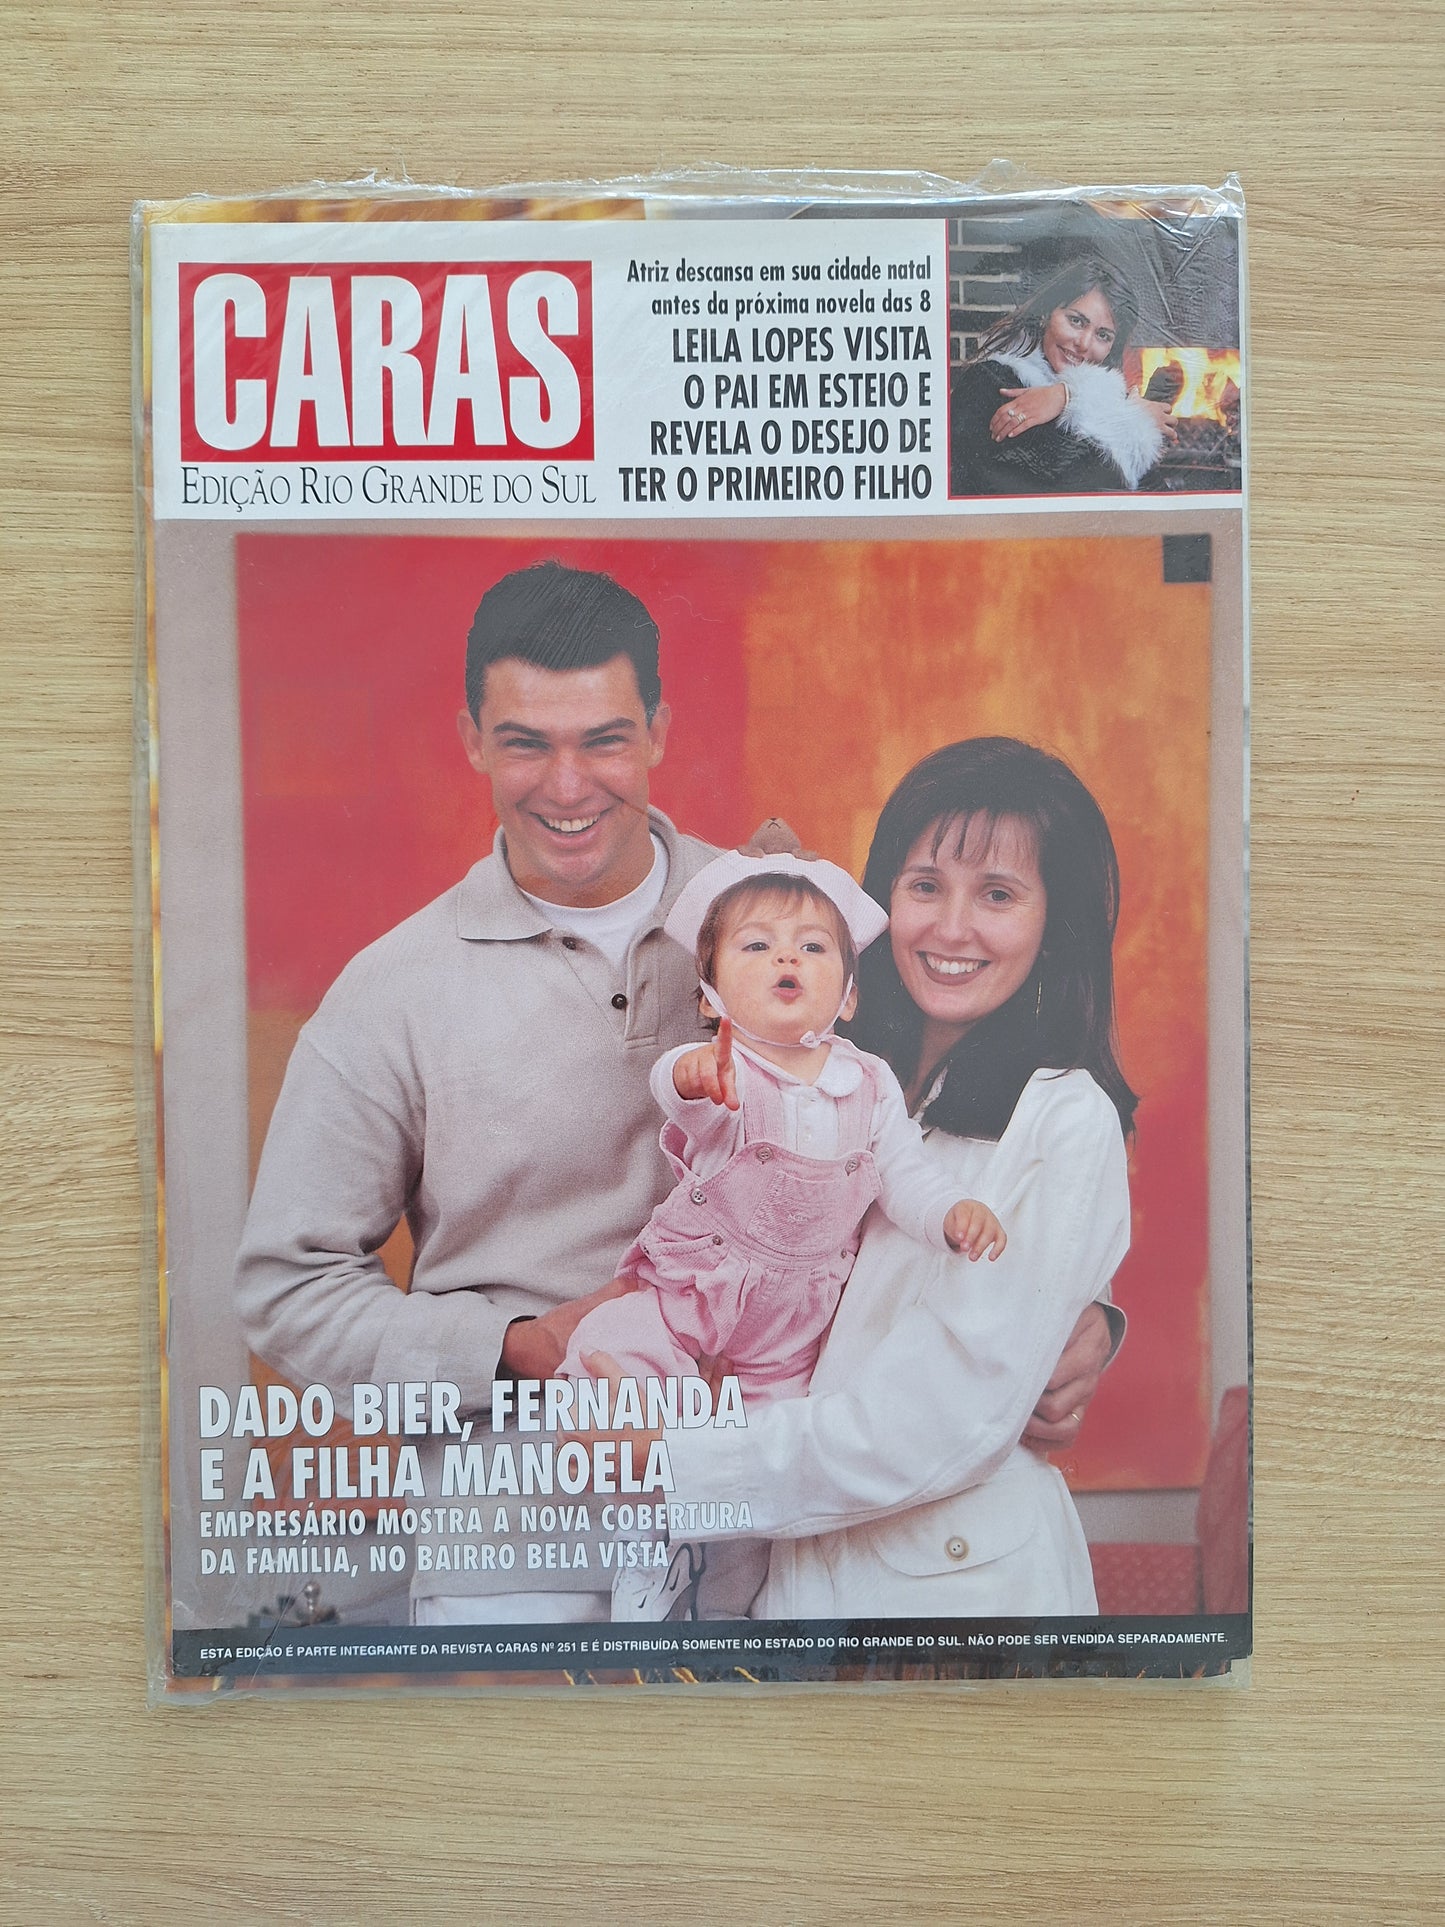 CARAS
EDIÇÃO RIO GRANDE DO SUL
Atriz descansa em sua cidade natal
antes da próxima novela das 8
LEILA LOPES VISITA
O PAI EM ESTEIO E
REVELA O DESEJO DE
TER O PRIMEIRO FILHO
DADO BIER, FERNANDA
E A FILHA MANOELA
EMPRESÁRIO MOSTRA A NOVA COBERTURA
DA FAMÍLIA, NO BAIRRO BELA VISTA
ESTA EDIÇÃO É PARTE INTEGRANTE DA REVISTA CARAS Nº 251 E É DISTRIBUÍDA SOMENTE NO ESTADO DO RIO GRANDE DO SUL. NÃO PODE SER VENDIDA SEPARADAMENTE.